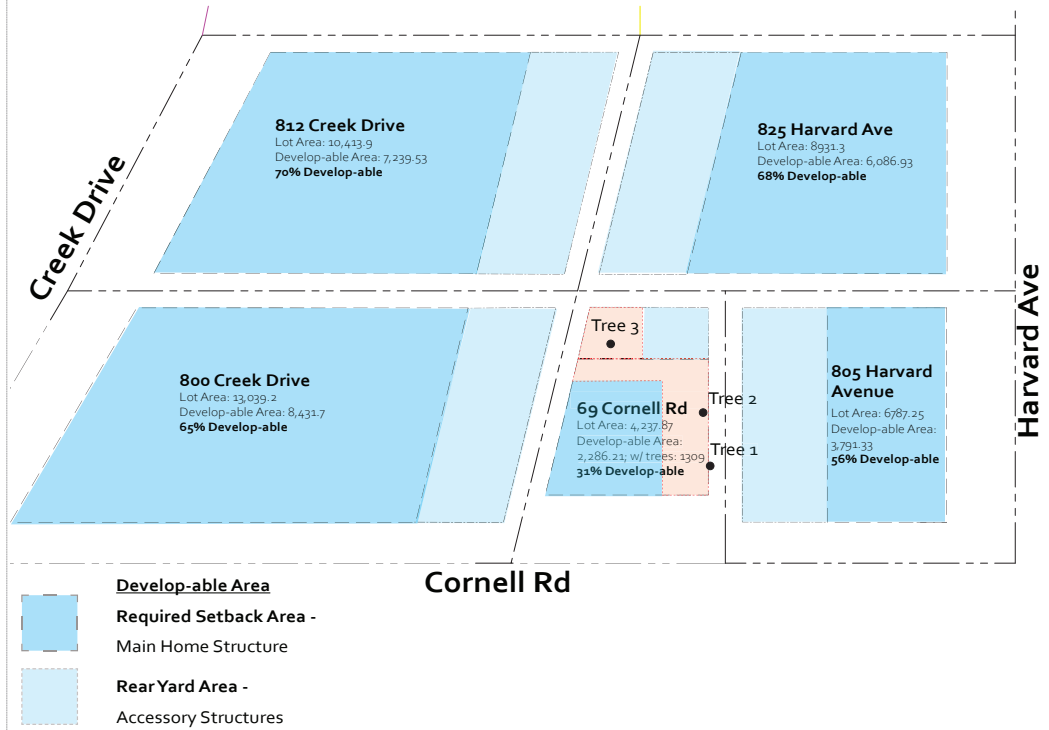 812 Creek Drive
Lot Area: 10,413.9
Develop-able Area: 7,239.53
70% Develop-able
825 Harvard Ave
Lot Area: 8931.3
Develop-able Area: 6,086.93
68% Develop-able
Creek Drive
Harvard Ave
800 Creek Drive
Lot Area: 13,039.2
Develop-able Area: 8,431.7
65% Develop-able
Tree 3
69 Cornell Rd
Lot Area: 4,237.87
Develop-able Area:
2,286.21; w/ trees: 1309
31% Develop-able
Tree 2
Tree 1
805 Harvard
Avenue
Lot Area: 6787.25
Develop-able Area:
3,791.33
56% Develop-able
Cornell Rd
Develop-able Area
Required Setback Area -
Main Home Structure
Rear Yard Area -
Accessory Structures